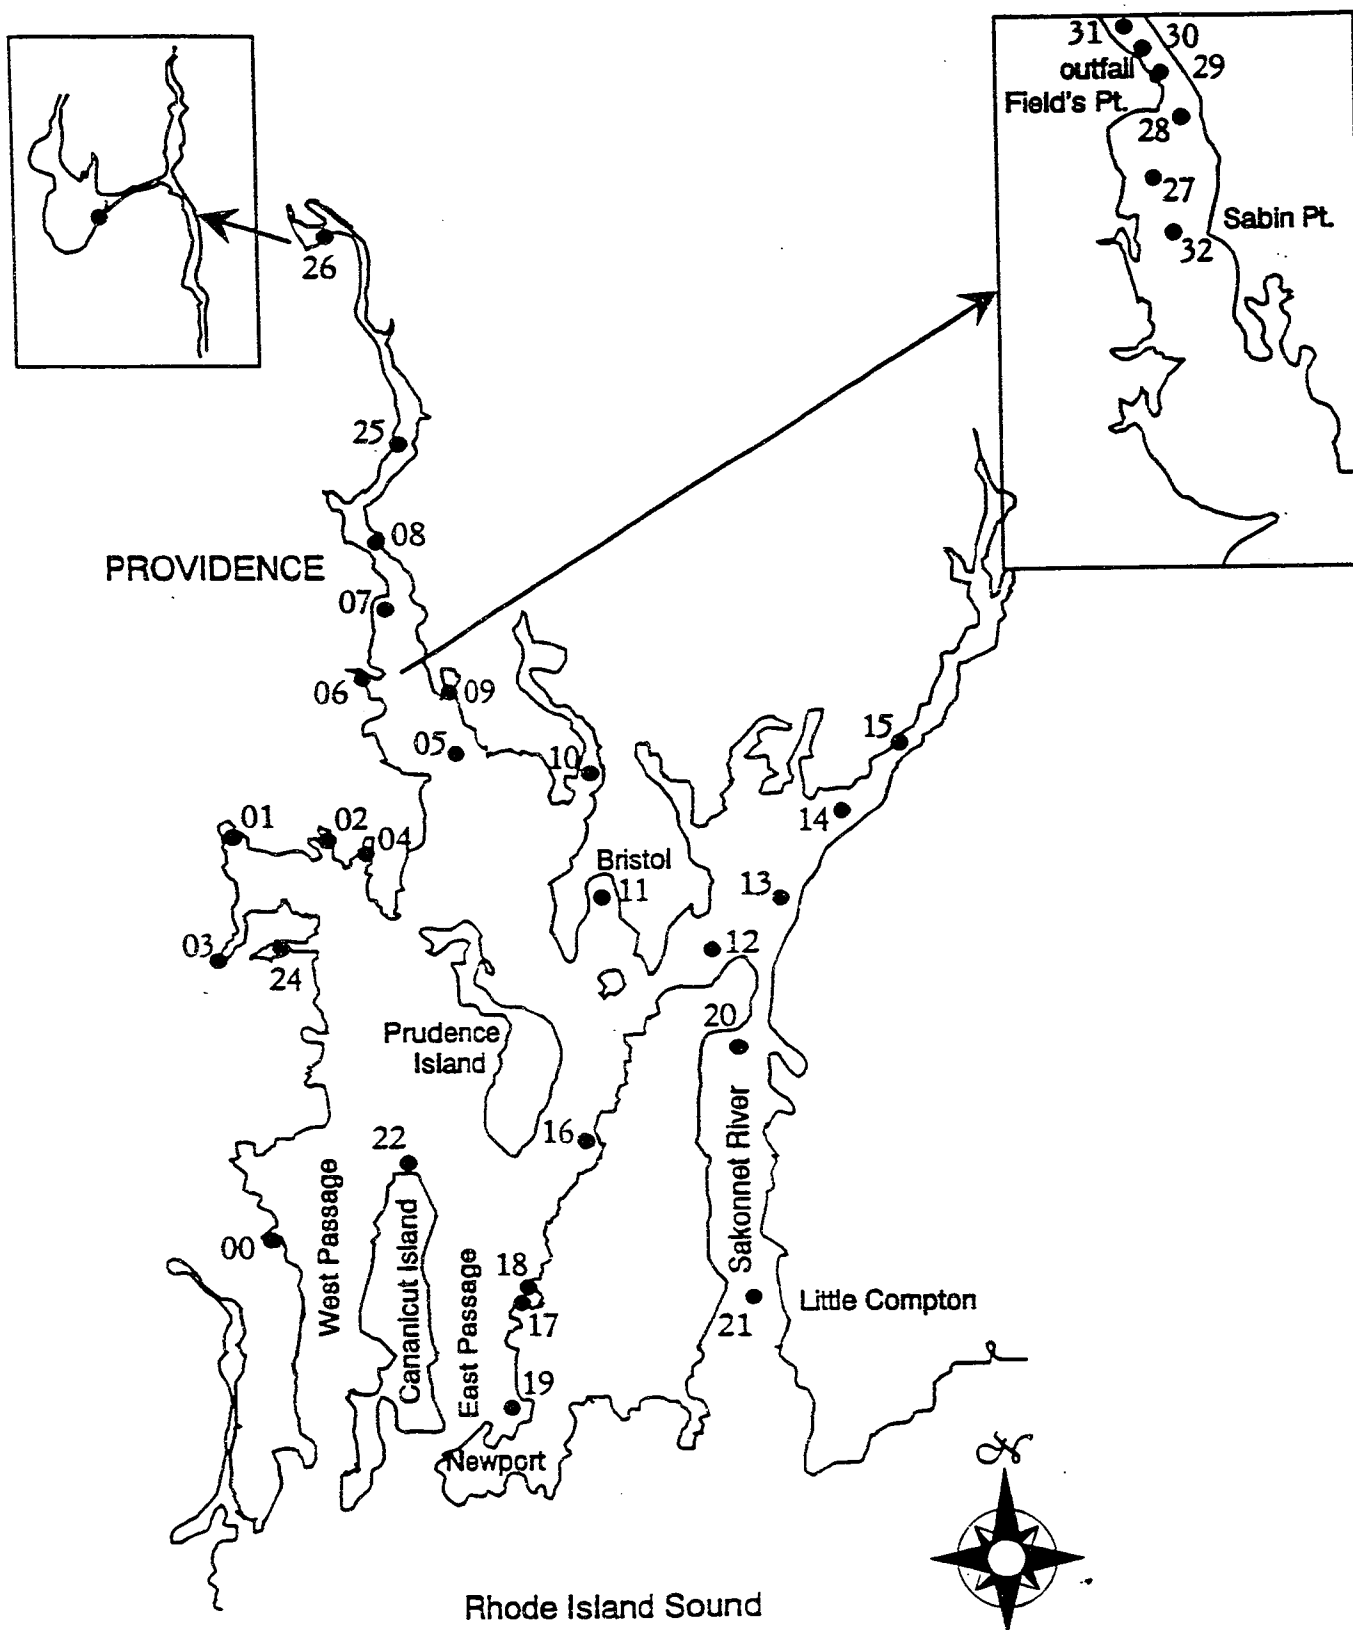 31
30
outfall
29
Field's Pt.
28
27
Sabin Pt.
32
26
25
08
PROVIDENCE
07
06
09
05
10
15
14
01
02
04
Bristol
11
13
03
24
12
20
Prudence
Island
16
22
West Passage
Cananicut Island
East Passage
Sakonnet River
00
18
17
21
Little Compton
19
Newport
N
Rhode Island Sound